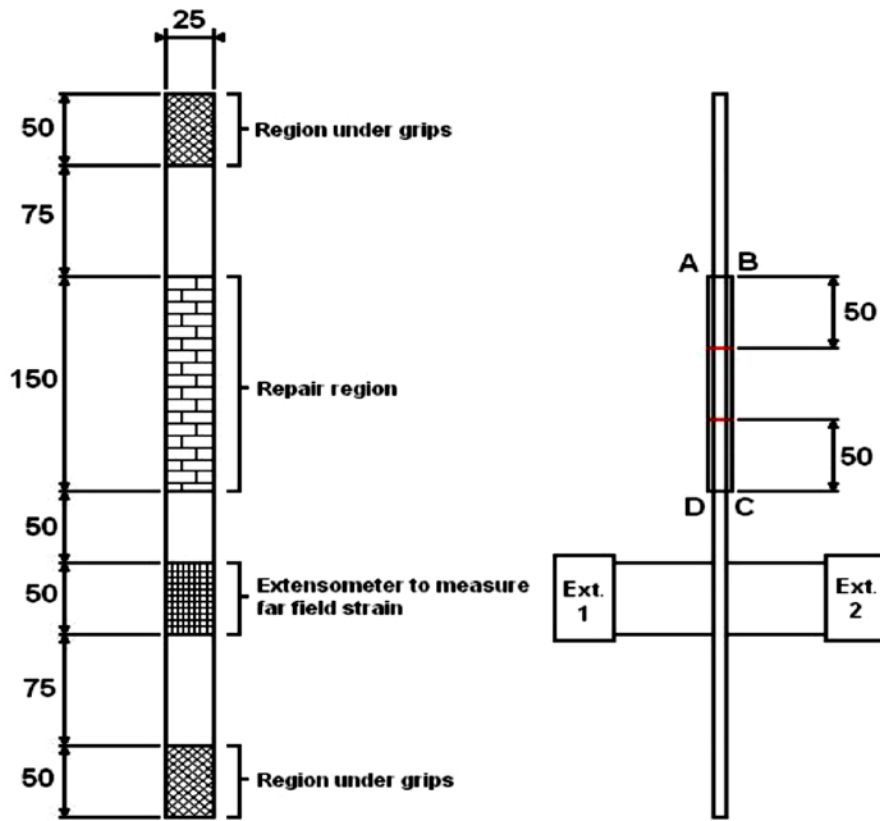 25
50
Region under grips
75
A B
50
150
Repair region
50
D C
50
50
Extensometer to measure
far field strain
Ext.
1
Ext.
2
75
50
Region under grips